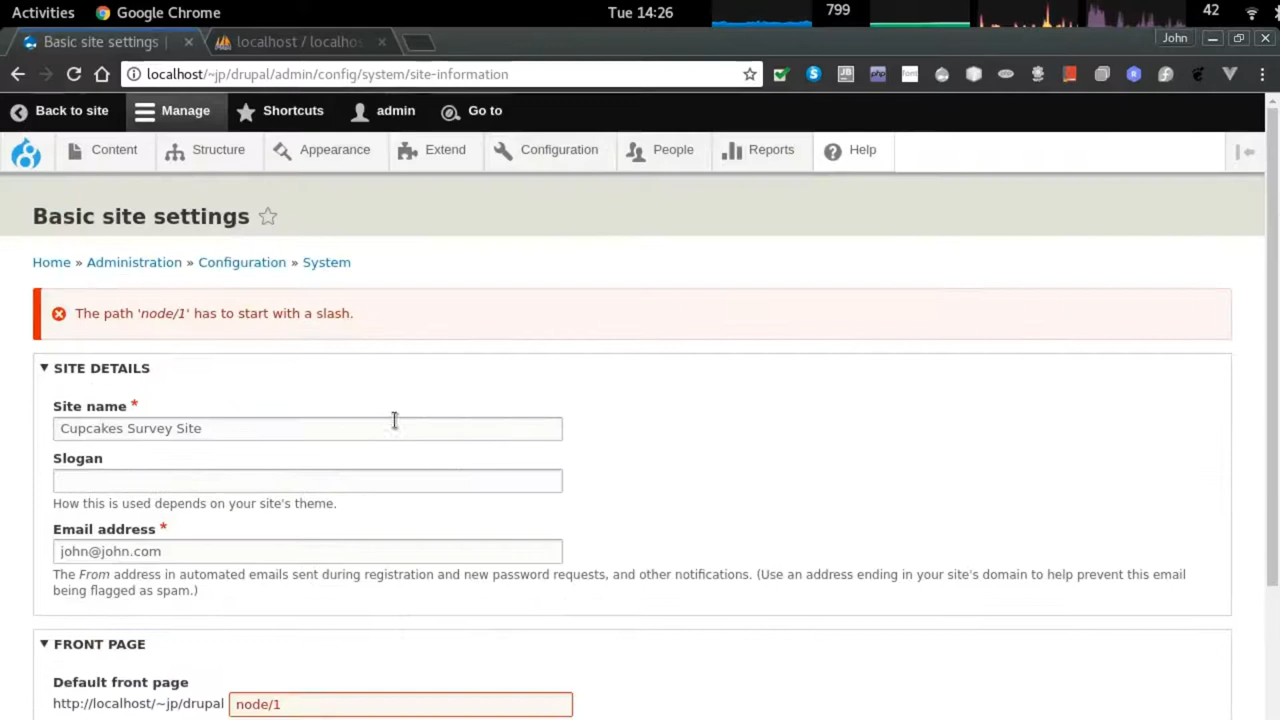 Activities Google Chrome Tue 14:26 799 42
Basic site settings localhost / localho John
localhost/~jp/drupal/admin/config/system/site-information
Back to site Manage Shortcuts admin Go to
Content Structure Appearance Extend Configuration People Reports Help
Basic site settings
Home » Administration » Configuration » System
The path 'node/1' has to start with a slash.
SITE DETAILS
Site name *
Cupcakes Survey Site
Slogan
How this is used depends on your site's theme.
Email address *
john@john.com
The From address in automated emails sent during registration and new password requests, and other notifications. (Use an address ending in your site's domain to help prevent this email
being flagged as spam.)
FRONT PAGE
Default front page
http://localhost/~jp/drupal node/1